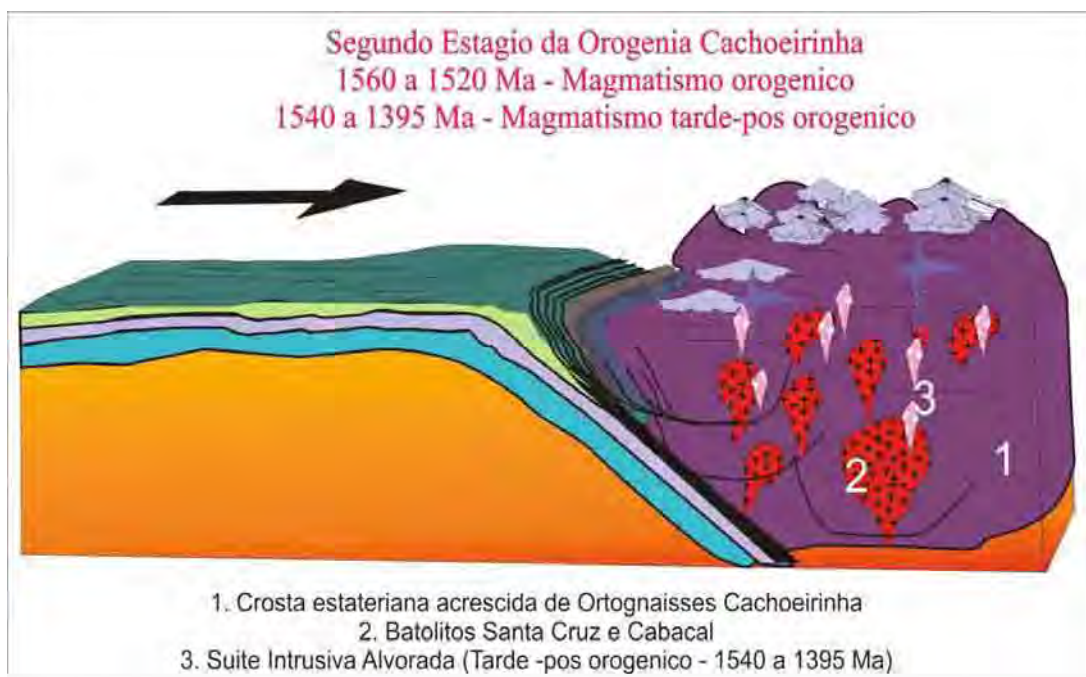 Segundo Estagio da Orogenia Cachoeirinha
1560 a 1520 Ma - Magmatismo orogenico
1540 a 1395 Ma - Magmatismo tarde-pos orogenico
3
2
1
1. Crosta estateriana acrescida de Ortognaisses Cachoeirinha
2. Batolitos Santa Cruz e Cabacal
3. Suite Intrusiva Alvorada (Tarde -pos orogenico - 1540 a 1395 Ma)